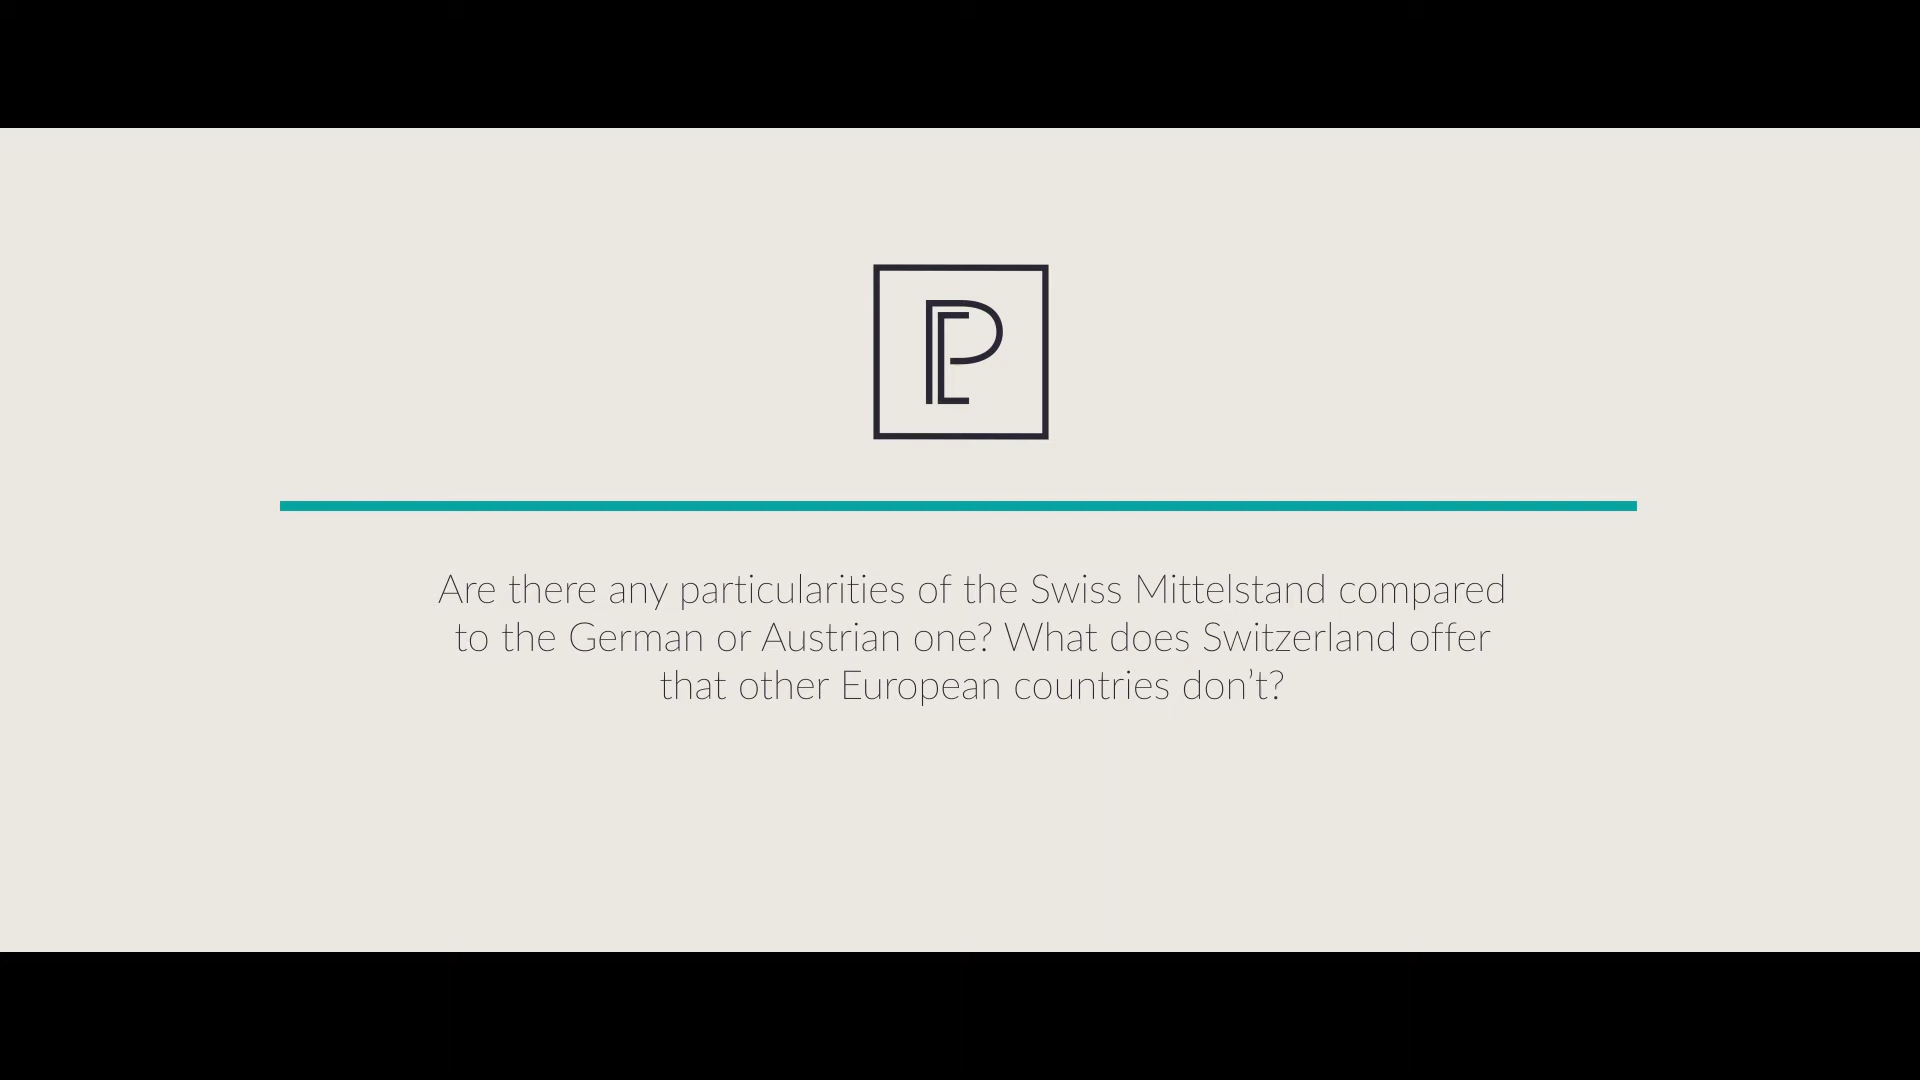 P
Are there any particularities of the Swiss Mittelstand compared
to the German or Austrian one? What does Switzerland offer
that other European countries don’t?